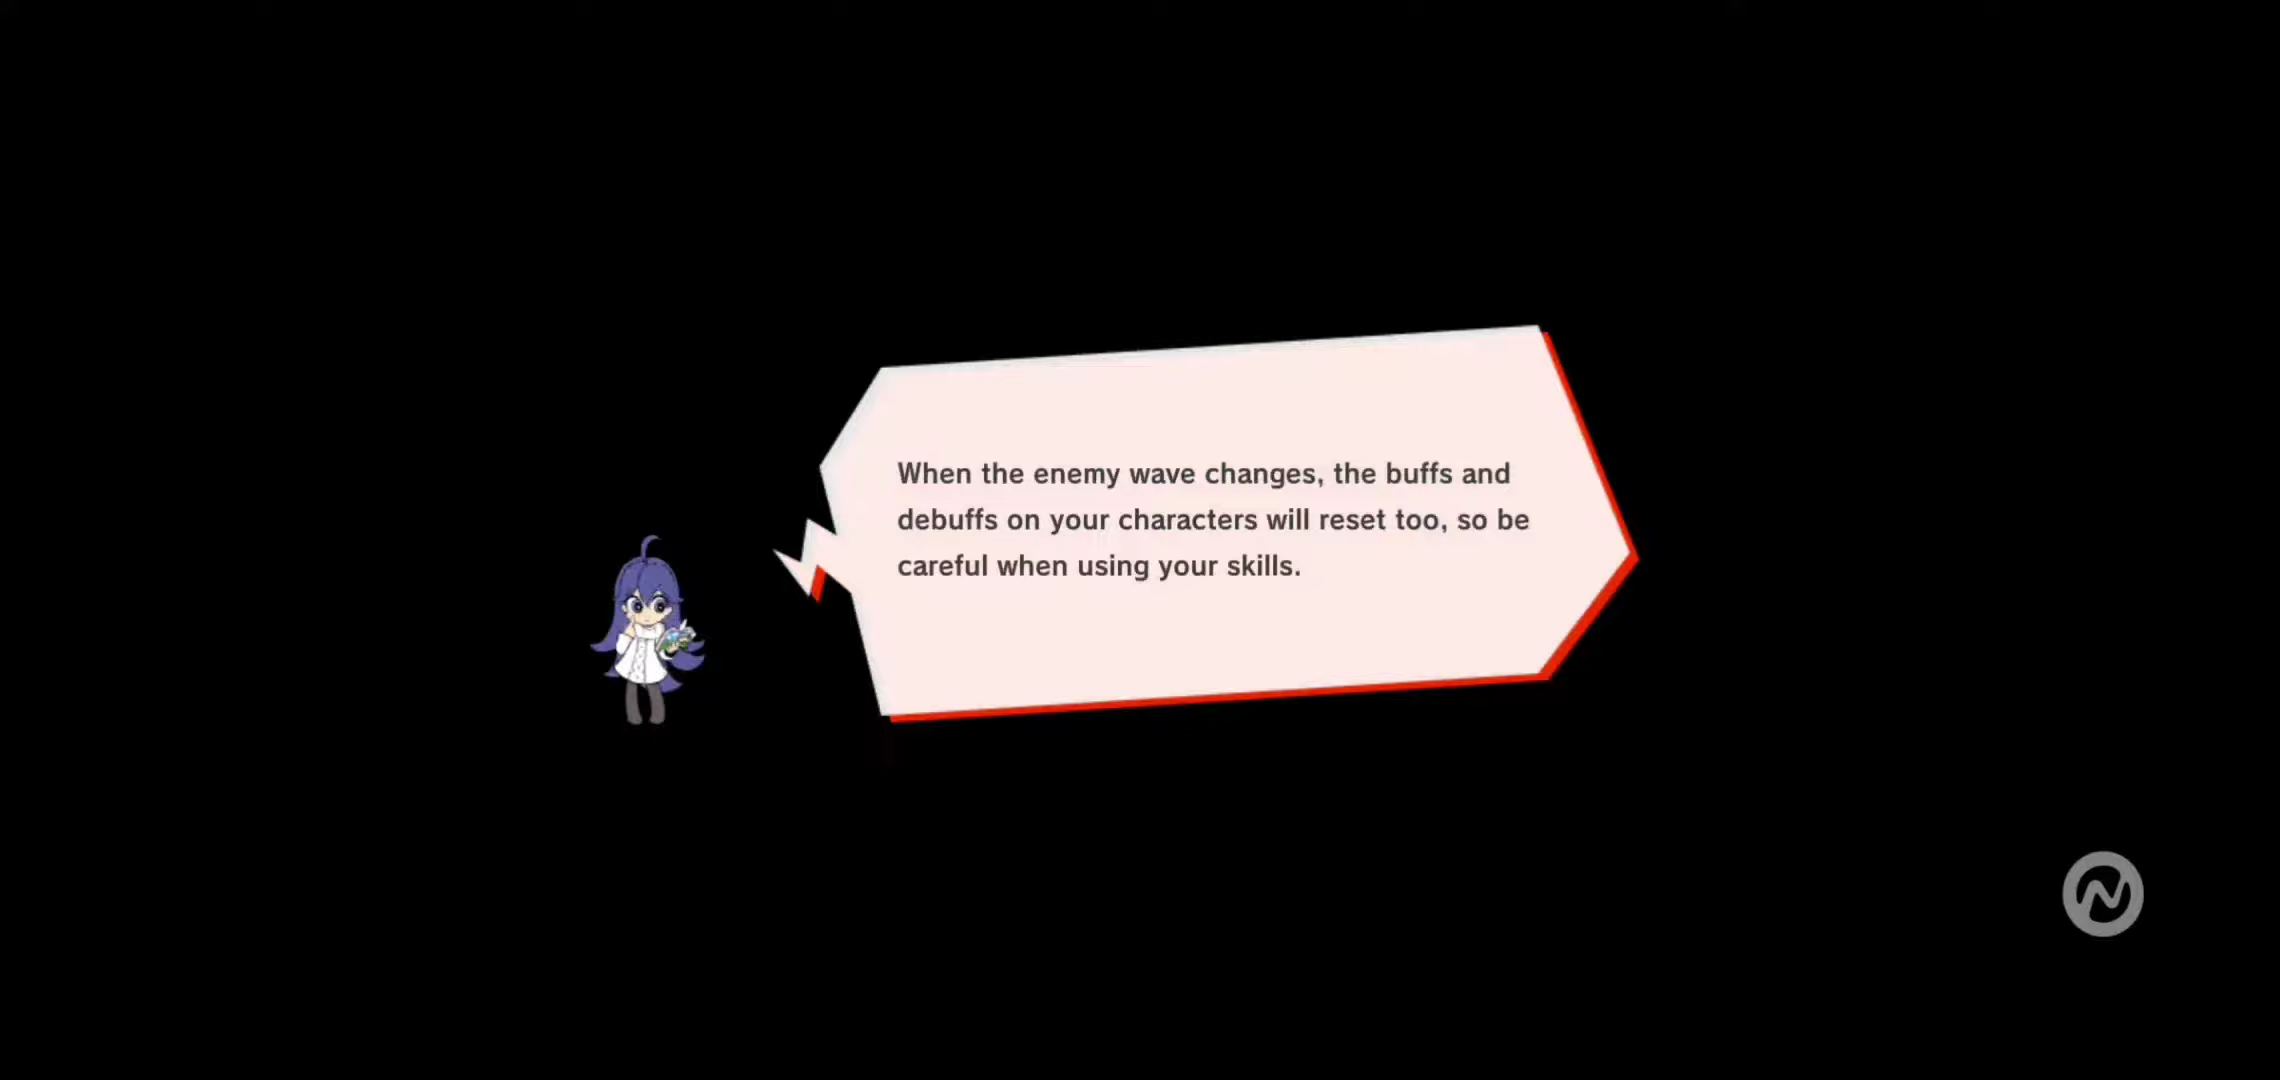 When the enemy wave changes, the buffs and
debuffs on your characters will reset too, so be
careful when using your skills.